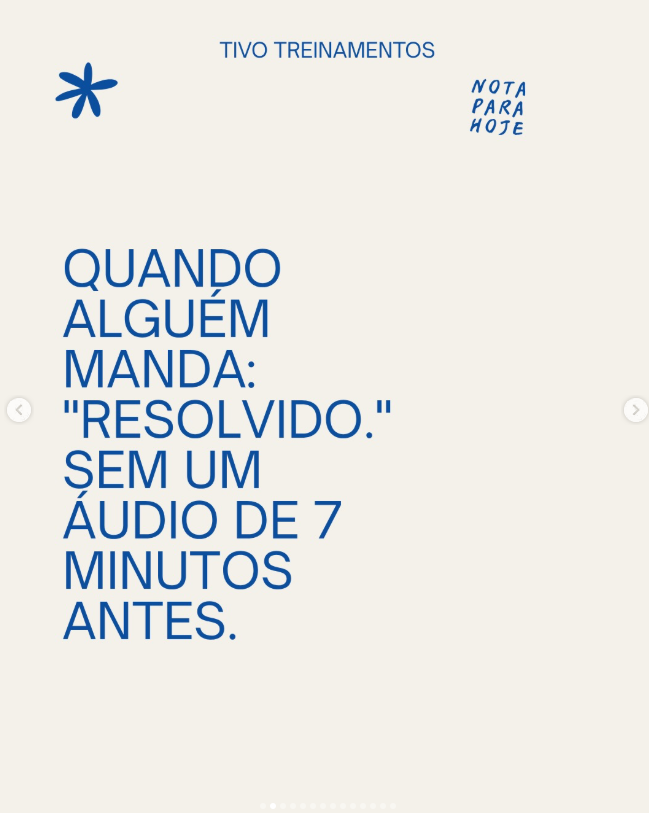 TIVO TREINAMENTOS
NOTA
PARA
HOJE
QUANDO
ALGUÉM
MANDA:
"RESOLVIDO."
SEM UM
ÁUDIO DE 7
MINUTOS
ANTES.